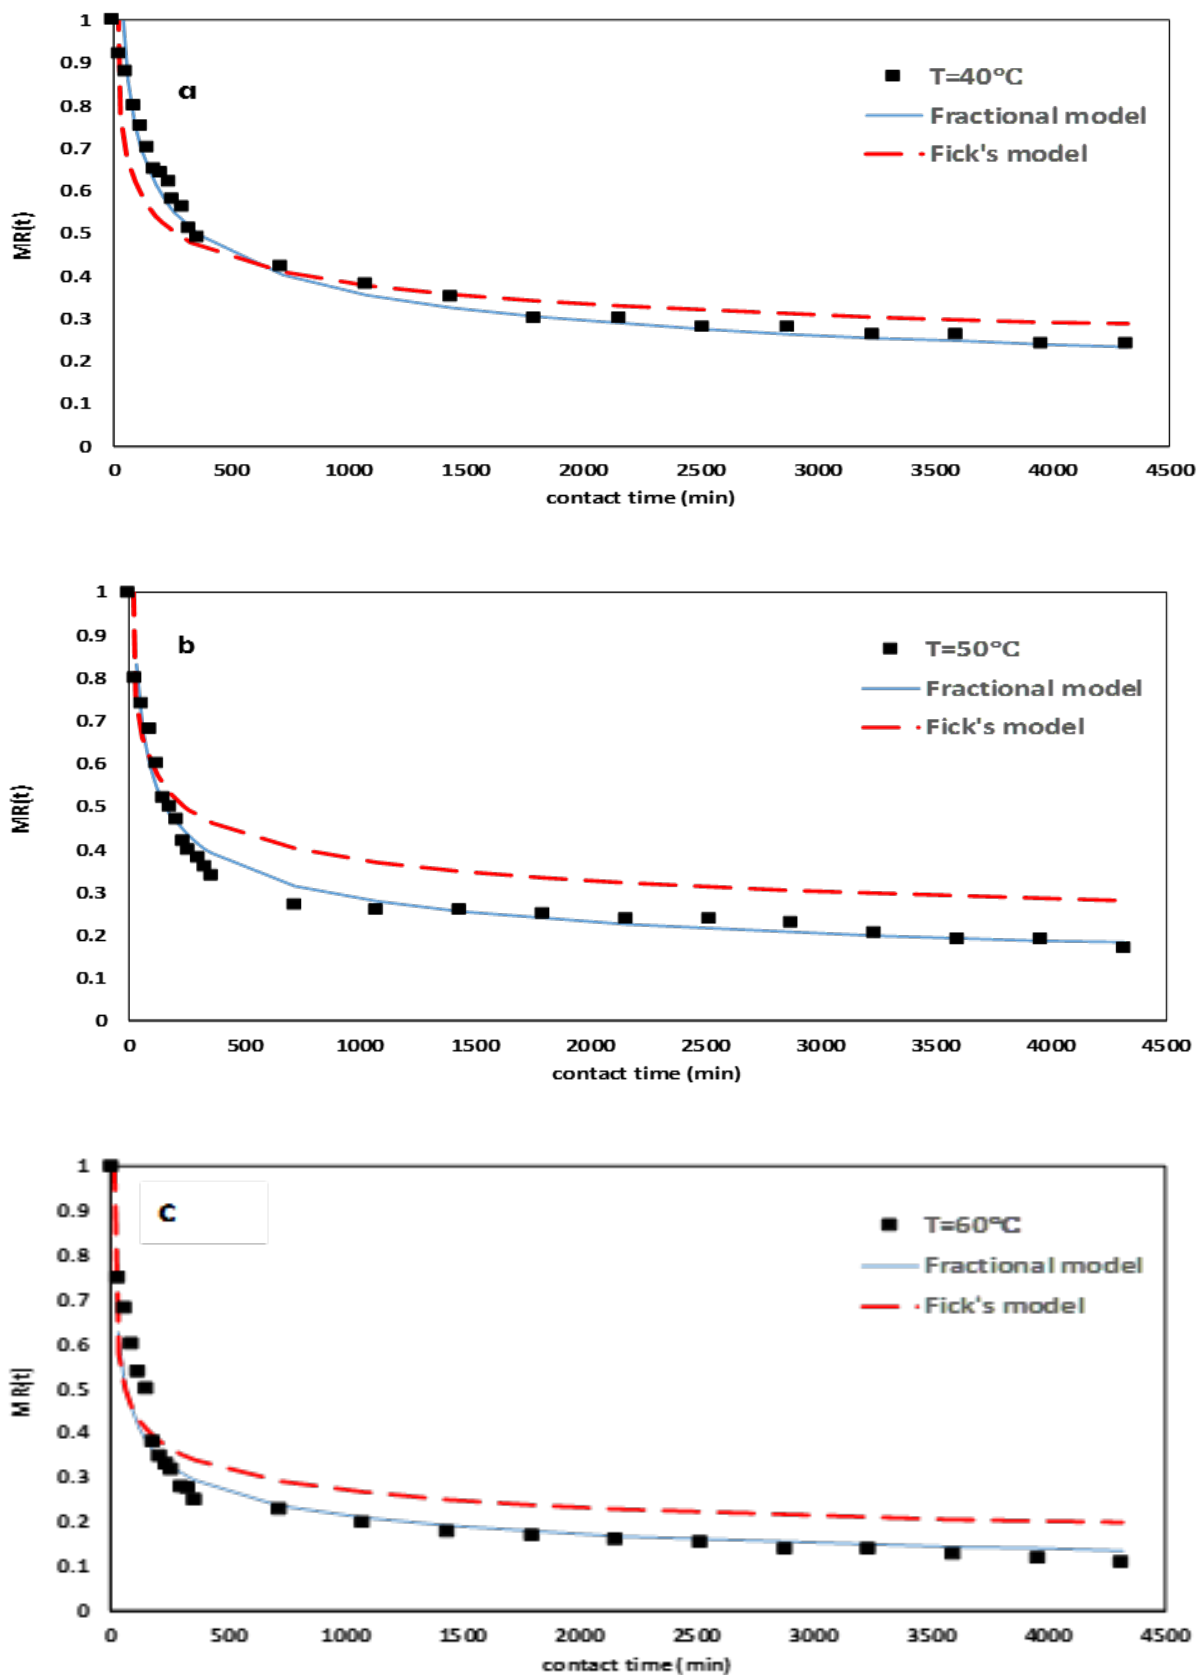 1
0.9
0.8
0.7
0.6
0.5
0.4
0.3
0.2
0.1
0
MR(t)
a
T=40°C
Fractional model
Fick's model
0 500 1000 1500 2000 2500 3000 3500 4000 4500
contact time (min)
1
0.9
0.8
0.7
0.6
0.5
0.4
0.3
0.2
0.1
0
MR(t)
b
T=50°C
Fractional model
Fick's model
0 500 1000 1500 2000 2500 3000 3500 4000 4500
contact time (min)
1
0.9
0.8
0.7
0.6
0.5
0.4
0.3
0.2
0.1
0
MR(t)
c
T=60°C
Fractional model
Fick's model
0 500 1000 1500 2000 2500 3000 3500 4000 4500
contact time (min)